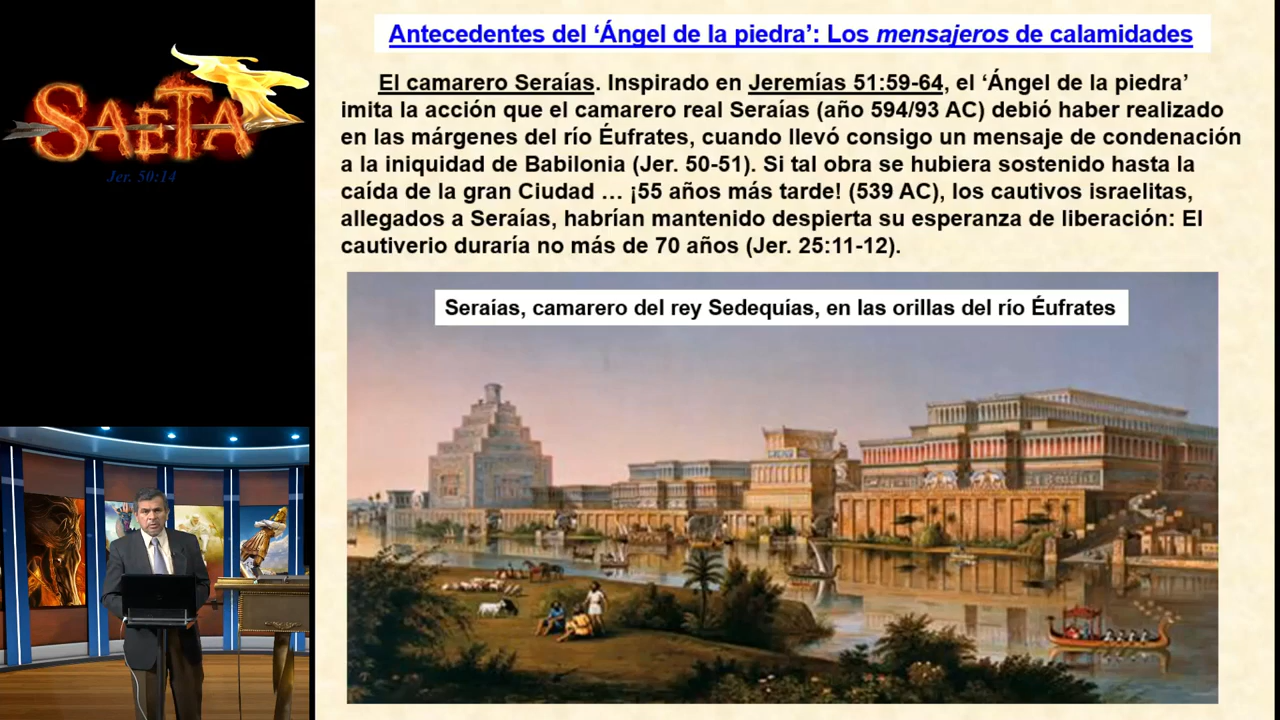 SAETA
Jer. 50:14
Antecedentes del ‘Ángel de la piedra’: Los mensajeros de calamidades
El camarero Seraías. Inspirado en Jeremías 51:59-64, el ‘Ángel de la piedra’
imita la acción que el camarero real Seraías (año 594/93 AC) debió haber realizado
en las márgenes del río Éufrates, cuando llevó consigo un mensaje de condenación
a la iniquidad de Babilonia (Jer. 50-51). Si tal obra se hubiera sostenido hasta la
caída de la gran Ciudad … ¡55 años más tarde! (539 AC), los cautivos israelitas,
allegados a Seraías, habrían mantenido despierta su esperanza de liberación: El
cautiverio duraría no más de 70 años (Jer. 25:11-12).
Seraías, camarero del rey Sedequías, en las orillas del río Éufrates